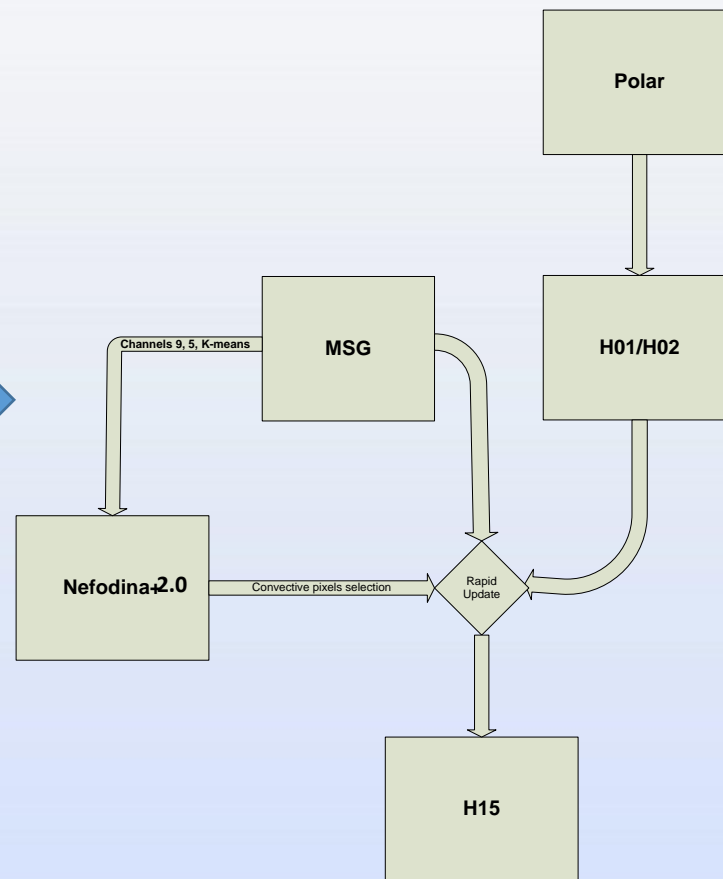 Polar
Channels 9, 5, K-means
MSG
H01/H02
Nefodina+2.0
Convective pixels selection
Rapid
Update
H15